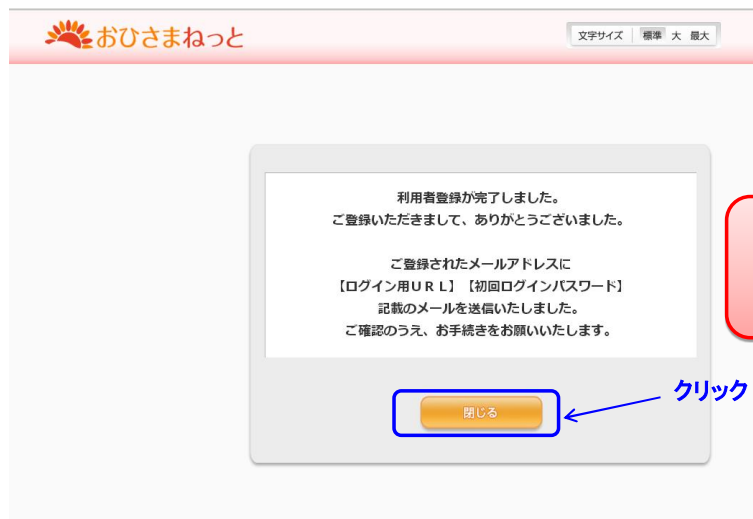 おひさまねっと
文字サイズ 標準 大 最大
利用者登録が完了しました。
ご登録いただきまして、ありがとうございました。
ご登録されたメールアドレスに
【ログイン用ＵＲＬ】【初回ログインパスワード】
記載のメールを送信いたしました。
ご確認のうえ、お手続きをお願いいたします。
クリック
閉じる